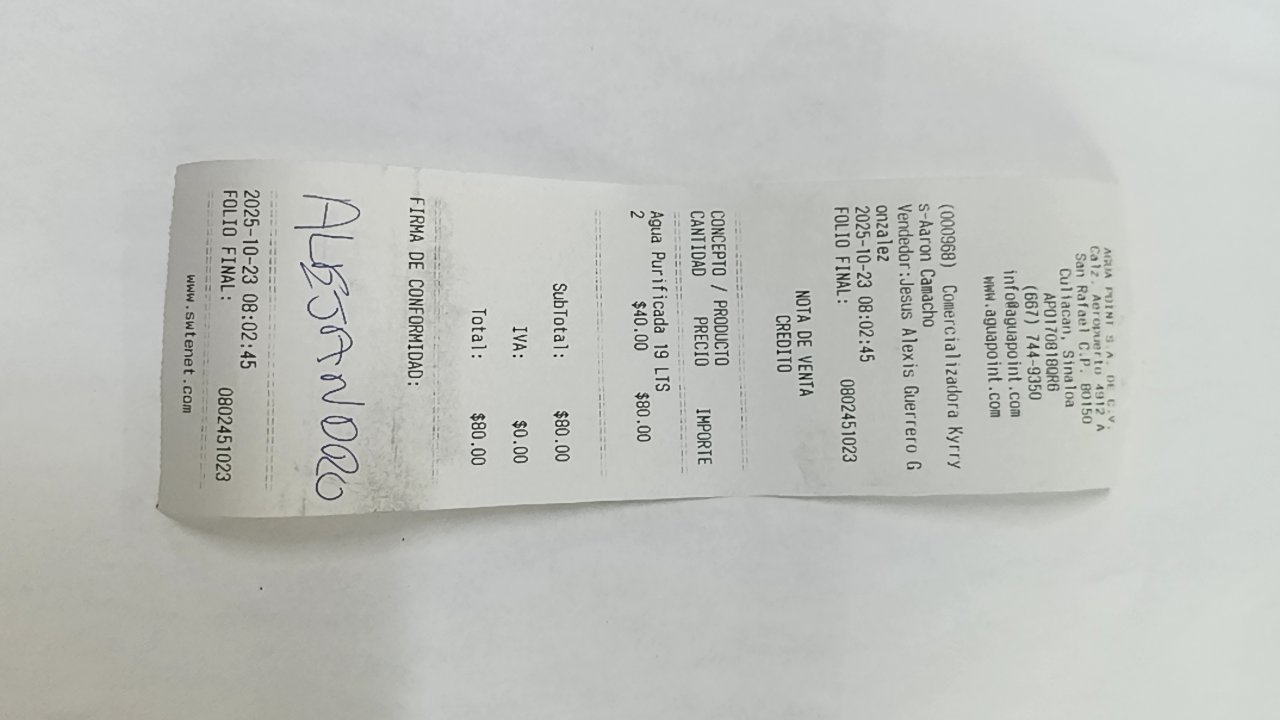 AGUA POINT S.A. DE C.V.
Calz. Aeropuerto 4912 A
San Rafael C.P. 80150
Culiacan, Sinaloa
APO170818QR6
(667) 744-9350
info@aguapoint.com
www.aguapoint.com
(000968) Comercializadora Kyrry
s-Aaron Camacho
Vendedor:Jesus Alexis Guerrero G
onzalez
2025-10-23 08:02:45
FOLIO FINAL: 0802451023
NOTA DE VENTA
CREDITO
CONCEPTO / PRODUCTO
CANTIDAD PRECIO IMPORTE
Agua Purificada 19 LTS
2 $40.00 $80.00
SubTotal: $80.00
IVA: $0.00
Total: $80.00
FIRMA DE CONFORMIDAD:
ALEJANDRO
2025-10-23 08:02:45
FOLIO FINAL: 0802451023
www.swtenet.com